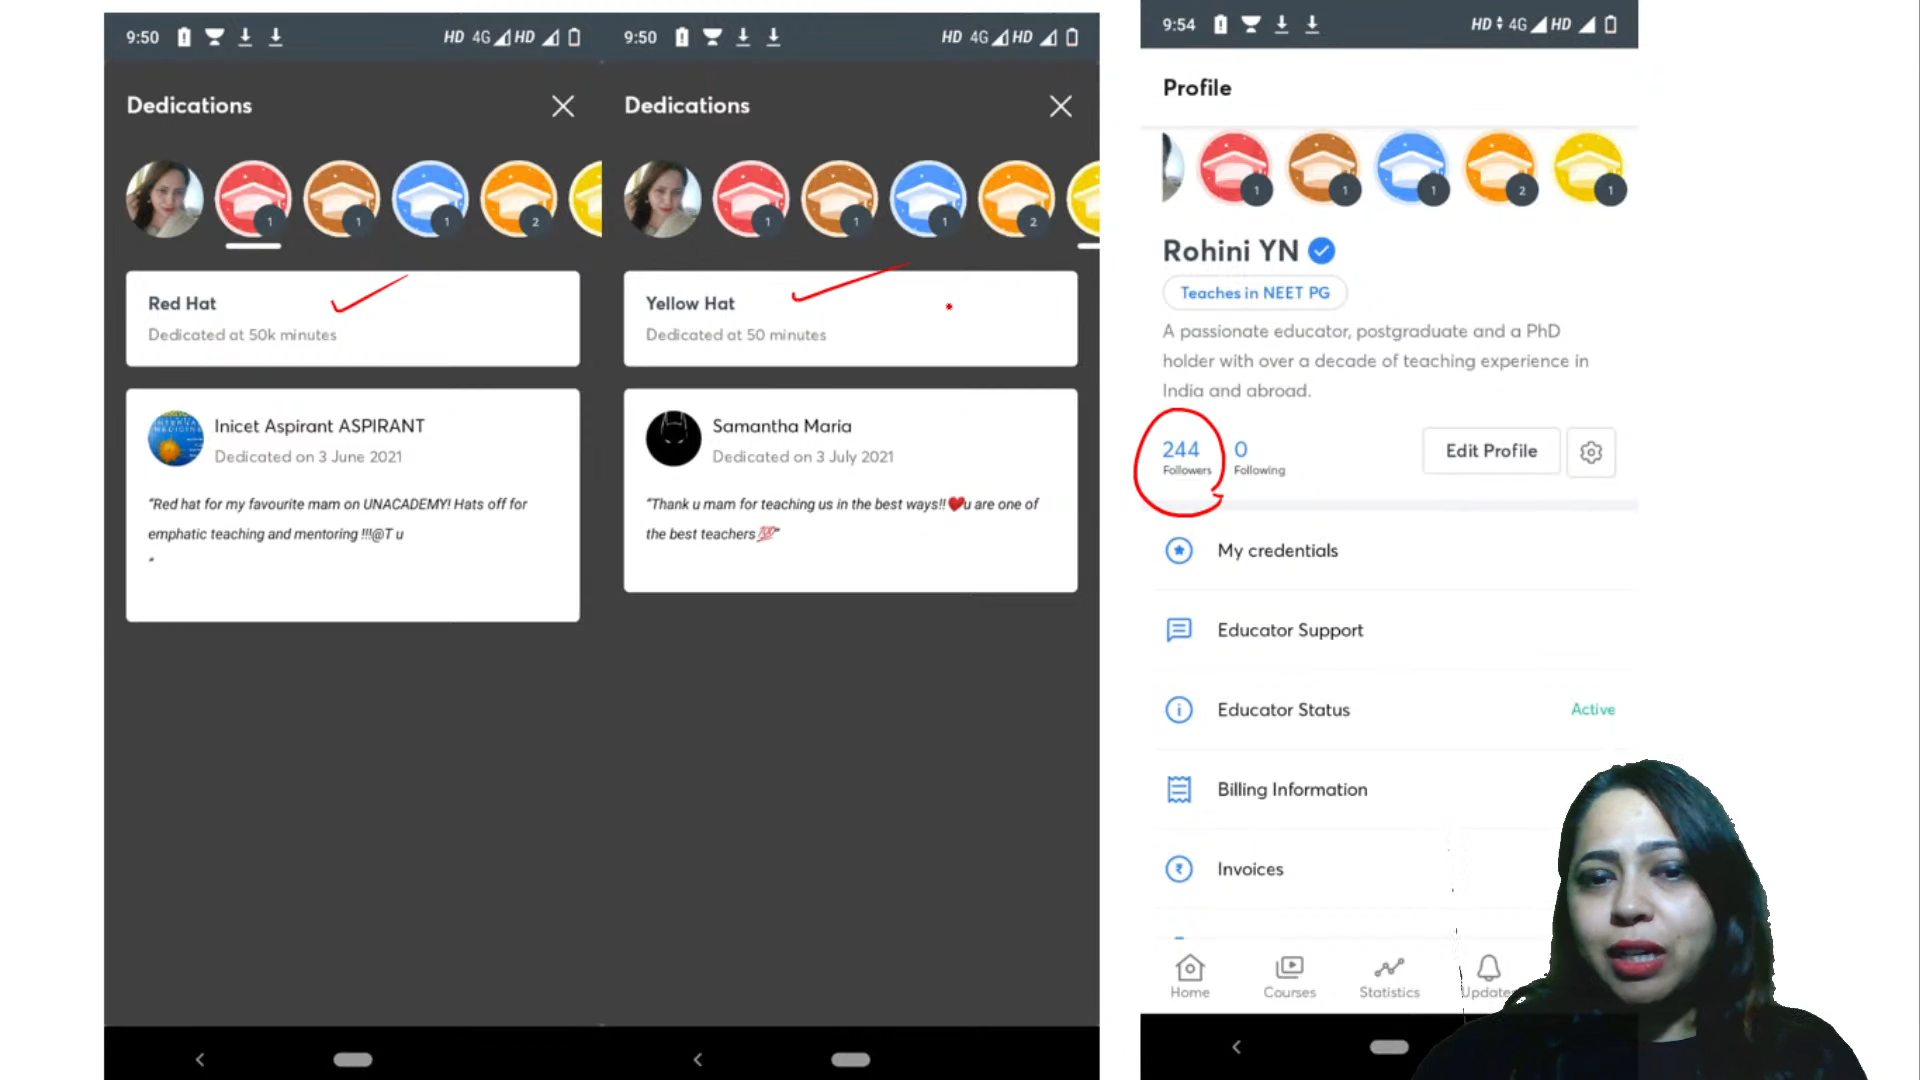 9:50
HD 4G HD
Dedications
1
1
1
2
Red Hat
Dedicated at 50k minutes
Inicet Aspirant ASPIRANT
Dedicated on 3 June 2021
"Red hat for my favourite mam on UNACADEMY! Hats off for
emphatic teaching and mentoring !!!@T u
"
9:50
HD 4G HD
Dedications
1
1
1
2
Yellow Hat
Dedicated at 50 minutes
Samantha Maria
Dedicated on 3 July 2021
"Thank u mam for teaching us in the best ways!!❤️u are one of
the best teachers💯"
9:54
HD 4G HD
Profile
1
1
1
2
1
Rohini YN
Teaches in NEET PG
A passionate educator, postgraduate and a PhD
holder with over a decade of teaching experience in
India and abroad.
244 0
Followers Following
Edit Profile
My credentials
Educator Support
Educator Status Active
Billing Information
Invoices
Home Courses Statistics Update